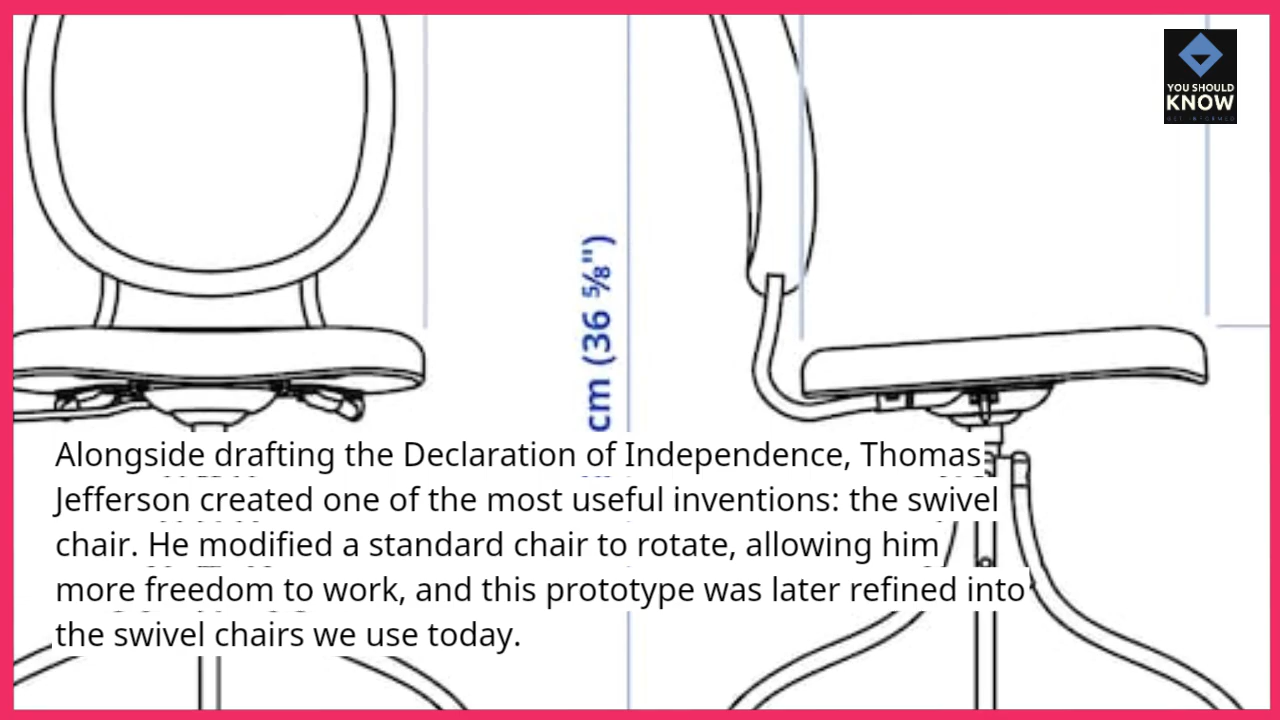 YOU SHOULD
KNOW
GET INFORMED
cm (36 ⅝")
Alongside drafting the Declaration of Independence, Thomas
Jefferson created one of the most useful inventions: the swivel
chair. He modified a standard chair to rotate, allowing him
more freedom to work, and this prototype was later refined into
the swivel chairs we use today.